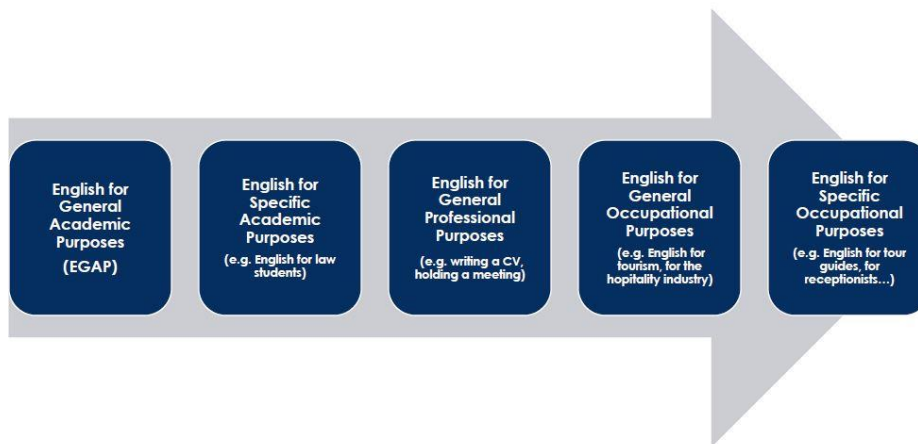 English for
General
Academic
Purposes
(EGAP)
English for
Specific
Academic
Purposes
(e.g. English for law
students)
English for
General
Professional
Purposes
(e.g. writing a CV,
holding a meeting)
English for
General
Occupational
Purposes
(e.g. English for
tourism, for the
hopitality industry)
English for
Specific
Occupational
Purposes
(e.g. English for tour
guides, for
receptionists...)